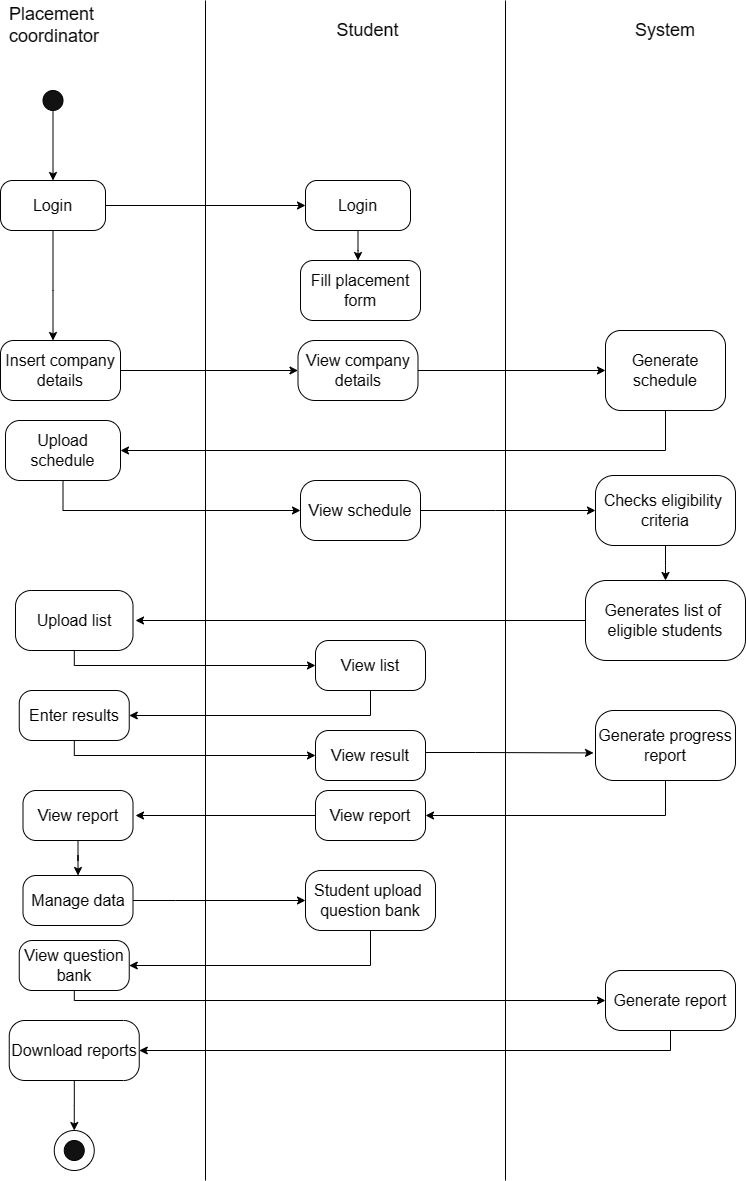 Placement
coordinator
Student
System
Login
Login
Fill placement
form
Insert company
details
View company
details
Generate
schedule
Upload
schedule
View schedule
Checks eligibility
criteria
Upload list
Generates list of
eligible students
View list
Enter results
View result
Generate progress
report
View report
View report
Manage data
Student upload
question bank
View question
bank
Generate report
Download reports